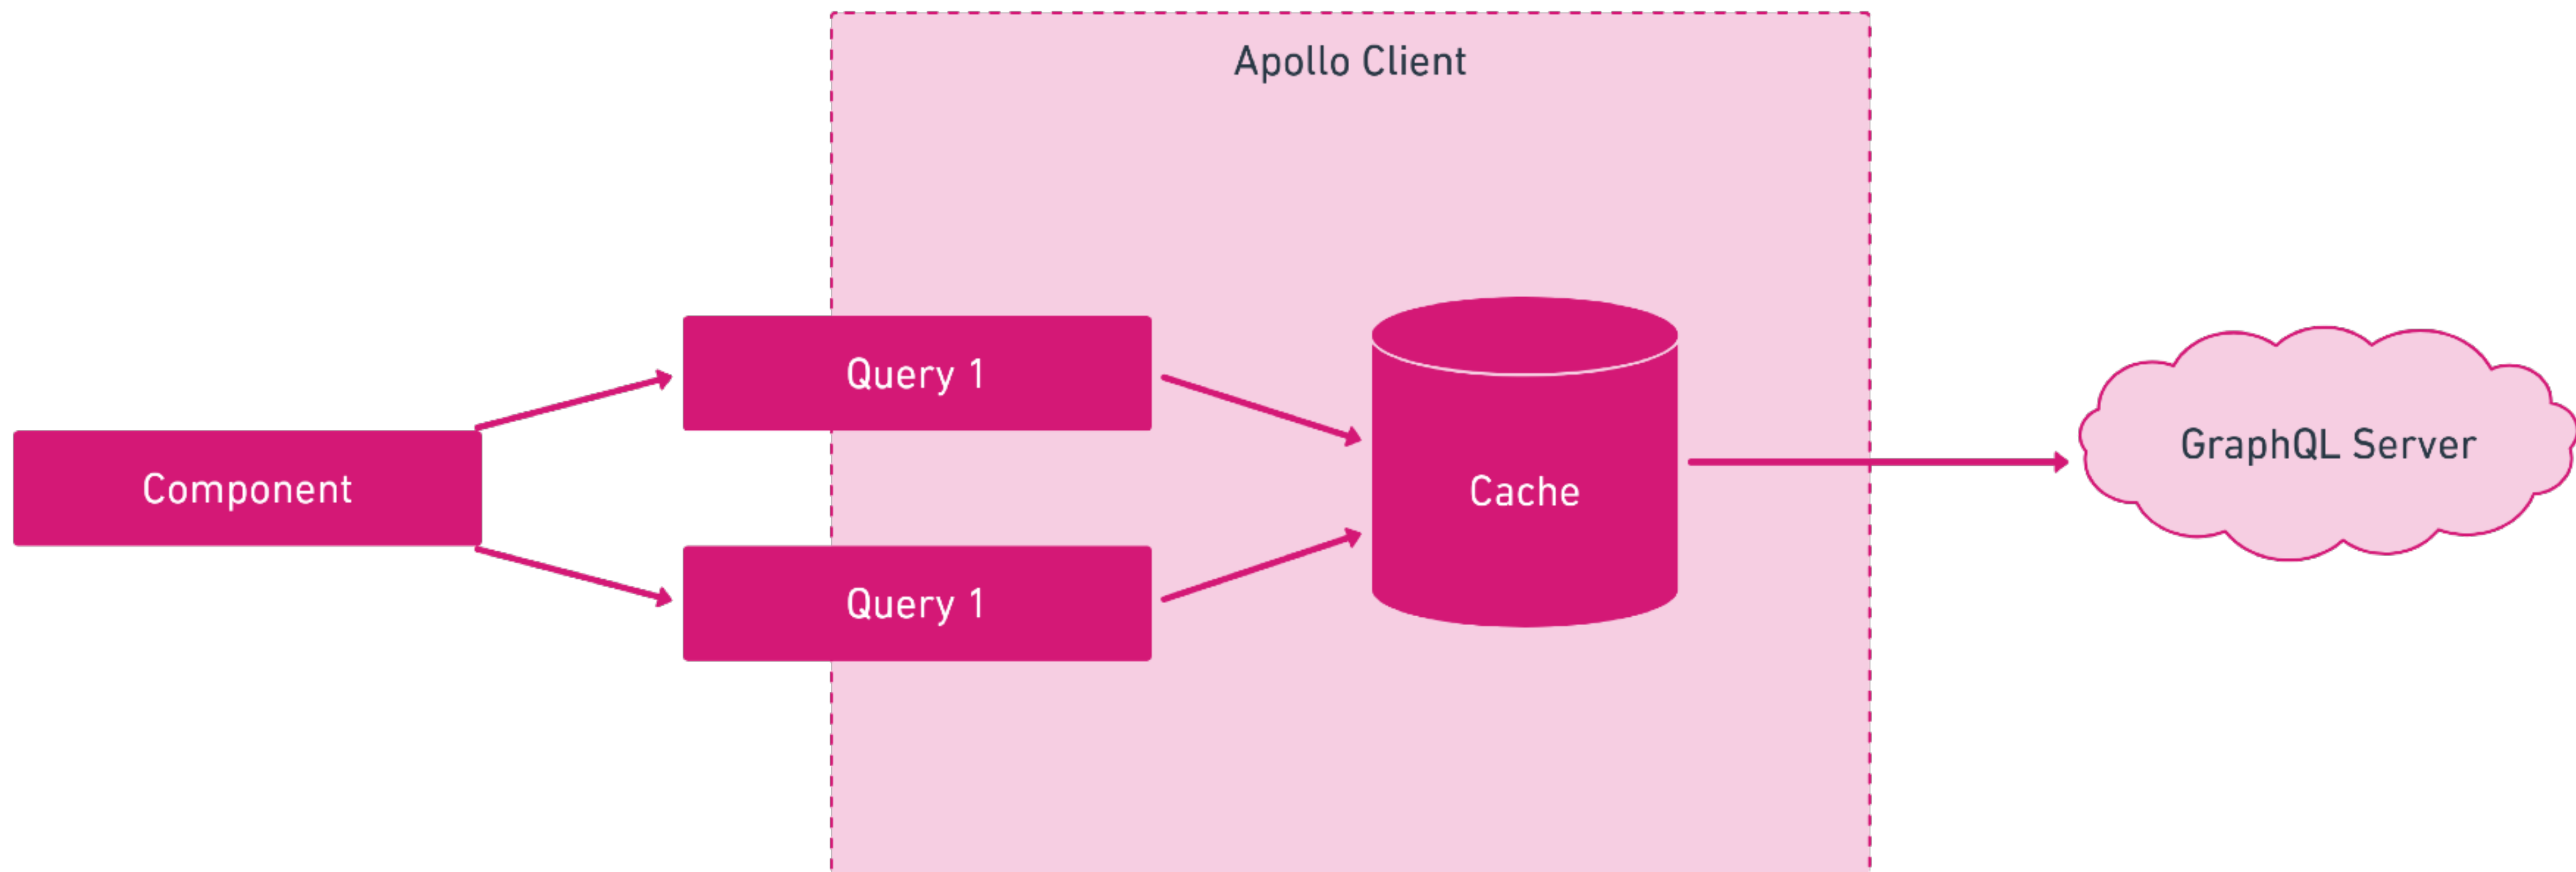 Apollo Client
Component
Query 1
Query 1
Cache
GraphQL Server